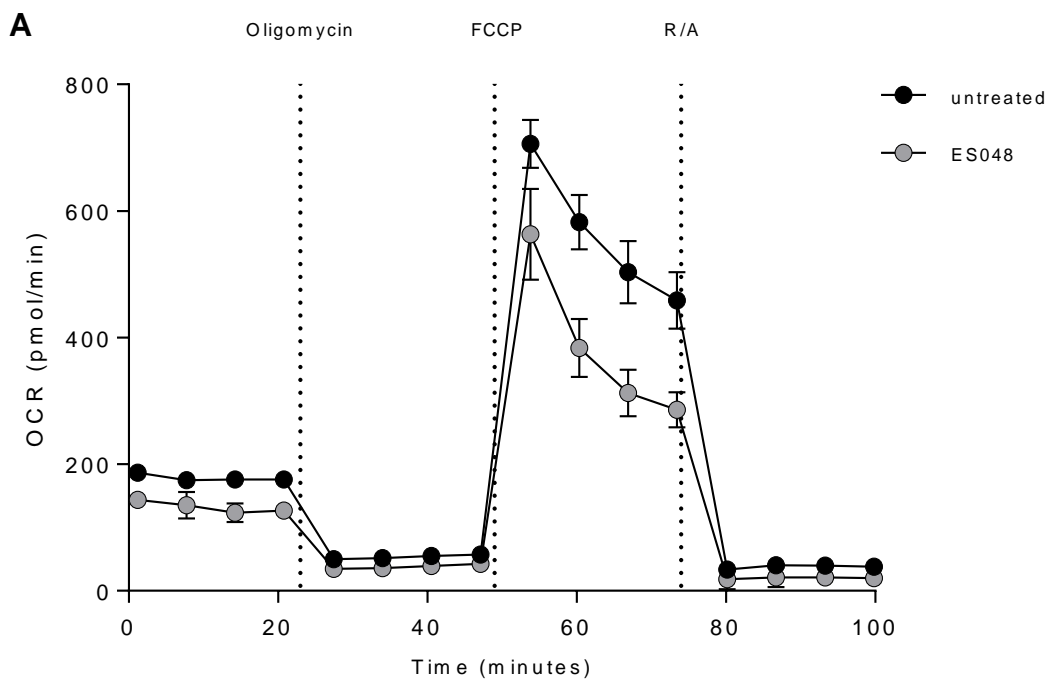 A
Oligomycin FCCP R/A
800
600
400
200
0
OCR (pmol/min)
0 20 40 60 80 100
Time (minutes)
untreated
ES048